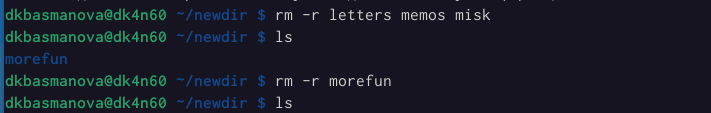 dkbasmanova@dk4n60 ~/newdir $ rm -r letters memos misk
dkbasmanova@dk4n60 ~/newdir $ ls
morefun
dkbasmanova@dk4n60 ~/newdir $ rm -r morefun
dkbasmanova@dk4n60 ~/newdir $ ls